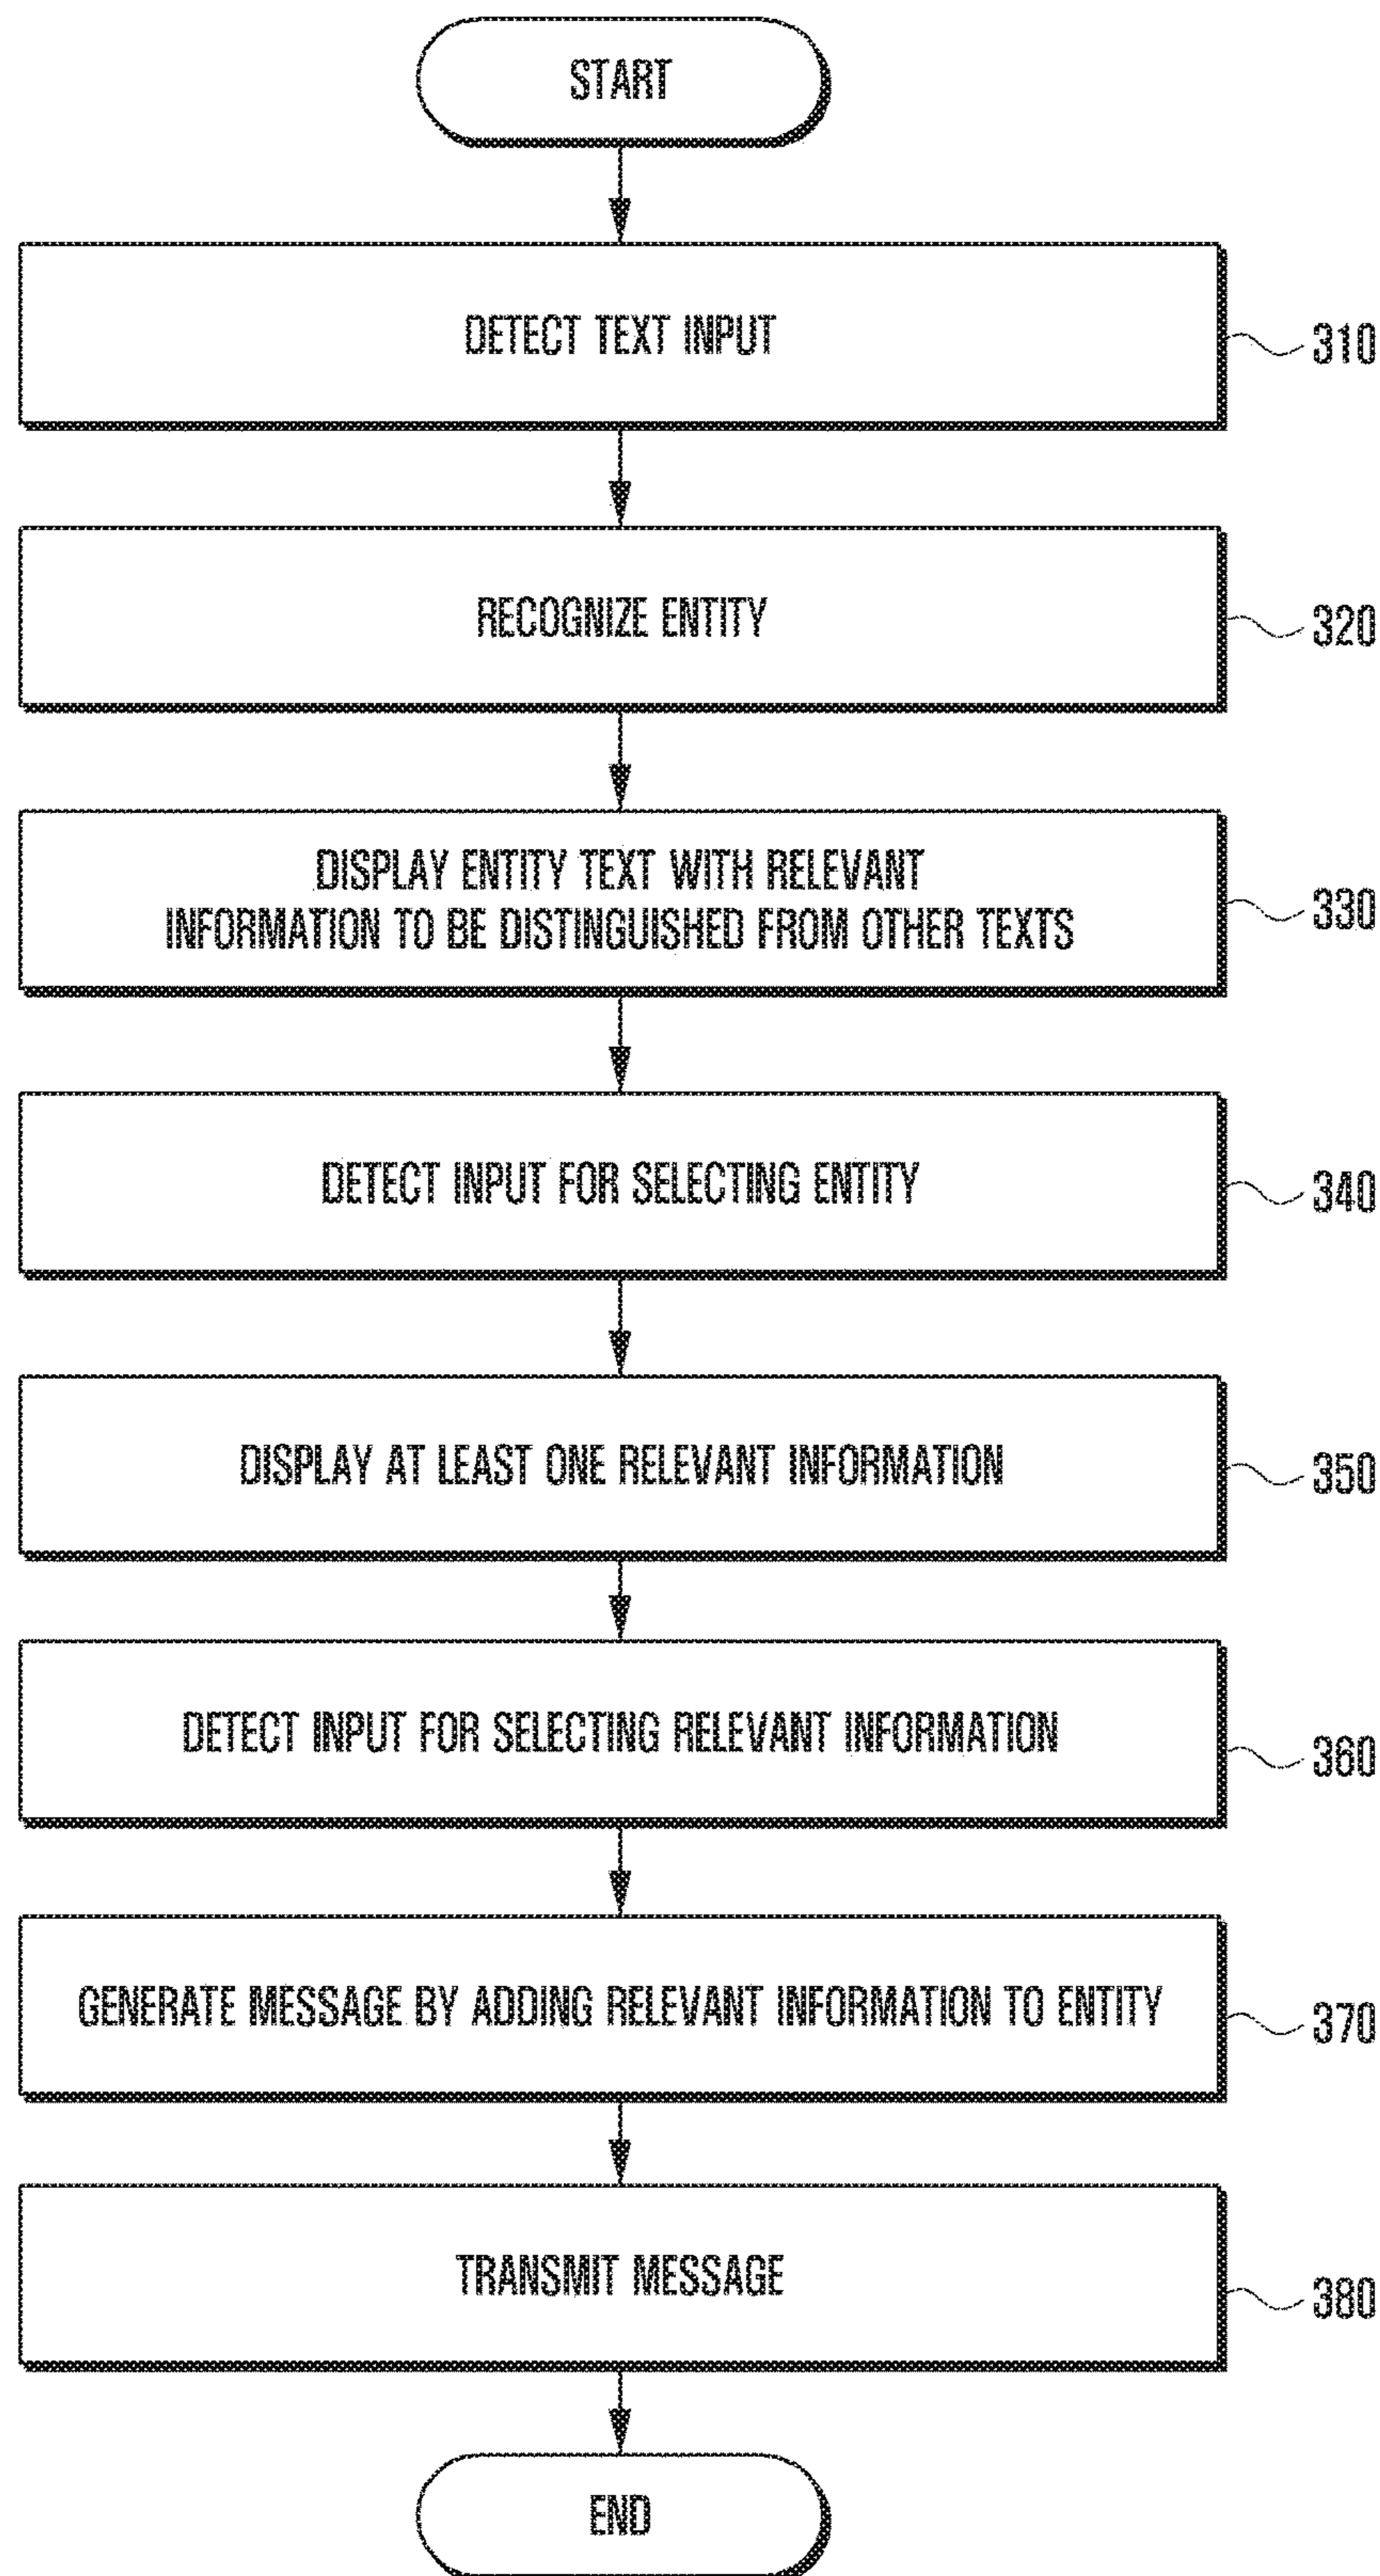 START
DETECT TEXT INPUT
310
RECOGNIZE ENTITY
320
DISPLAY ENTITY TEXT WITH RELEVANT
INFORMATION TO BE DISTINGUISHED FROM OTHER TEXTS
330
DETECT INPUT FOR SELECTING ENTITY
340
DISPLAY AT LEAST ONE RELEVANT INFORMATION
350
DETECT INPUT FOR SELECTING RELEVANT INFORMATION
360
GENERATE MESSAGE BY ADDING RELEVANT INFORMATION TO ENTITY
370
TRANSMIT MESSAGE
380
END